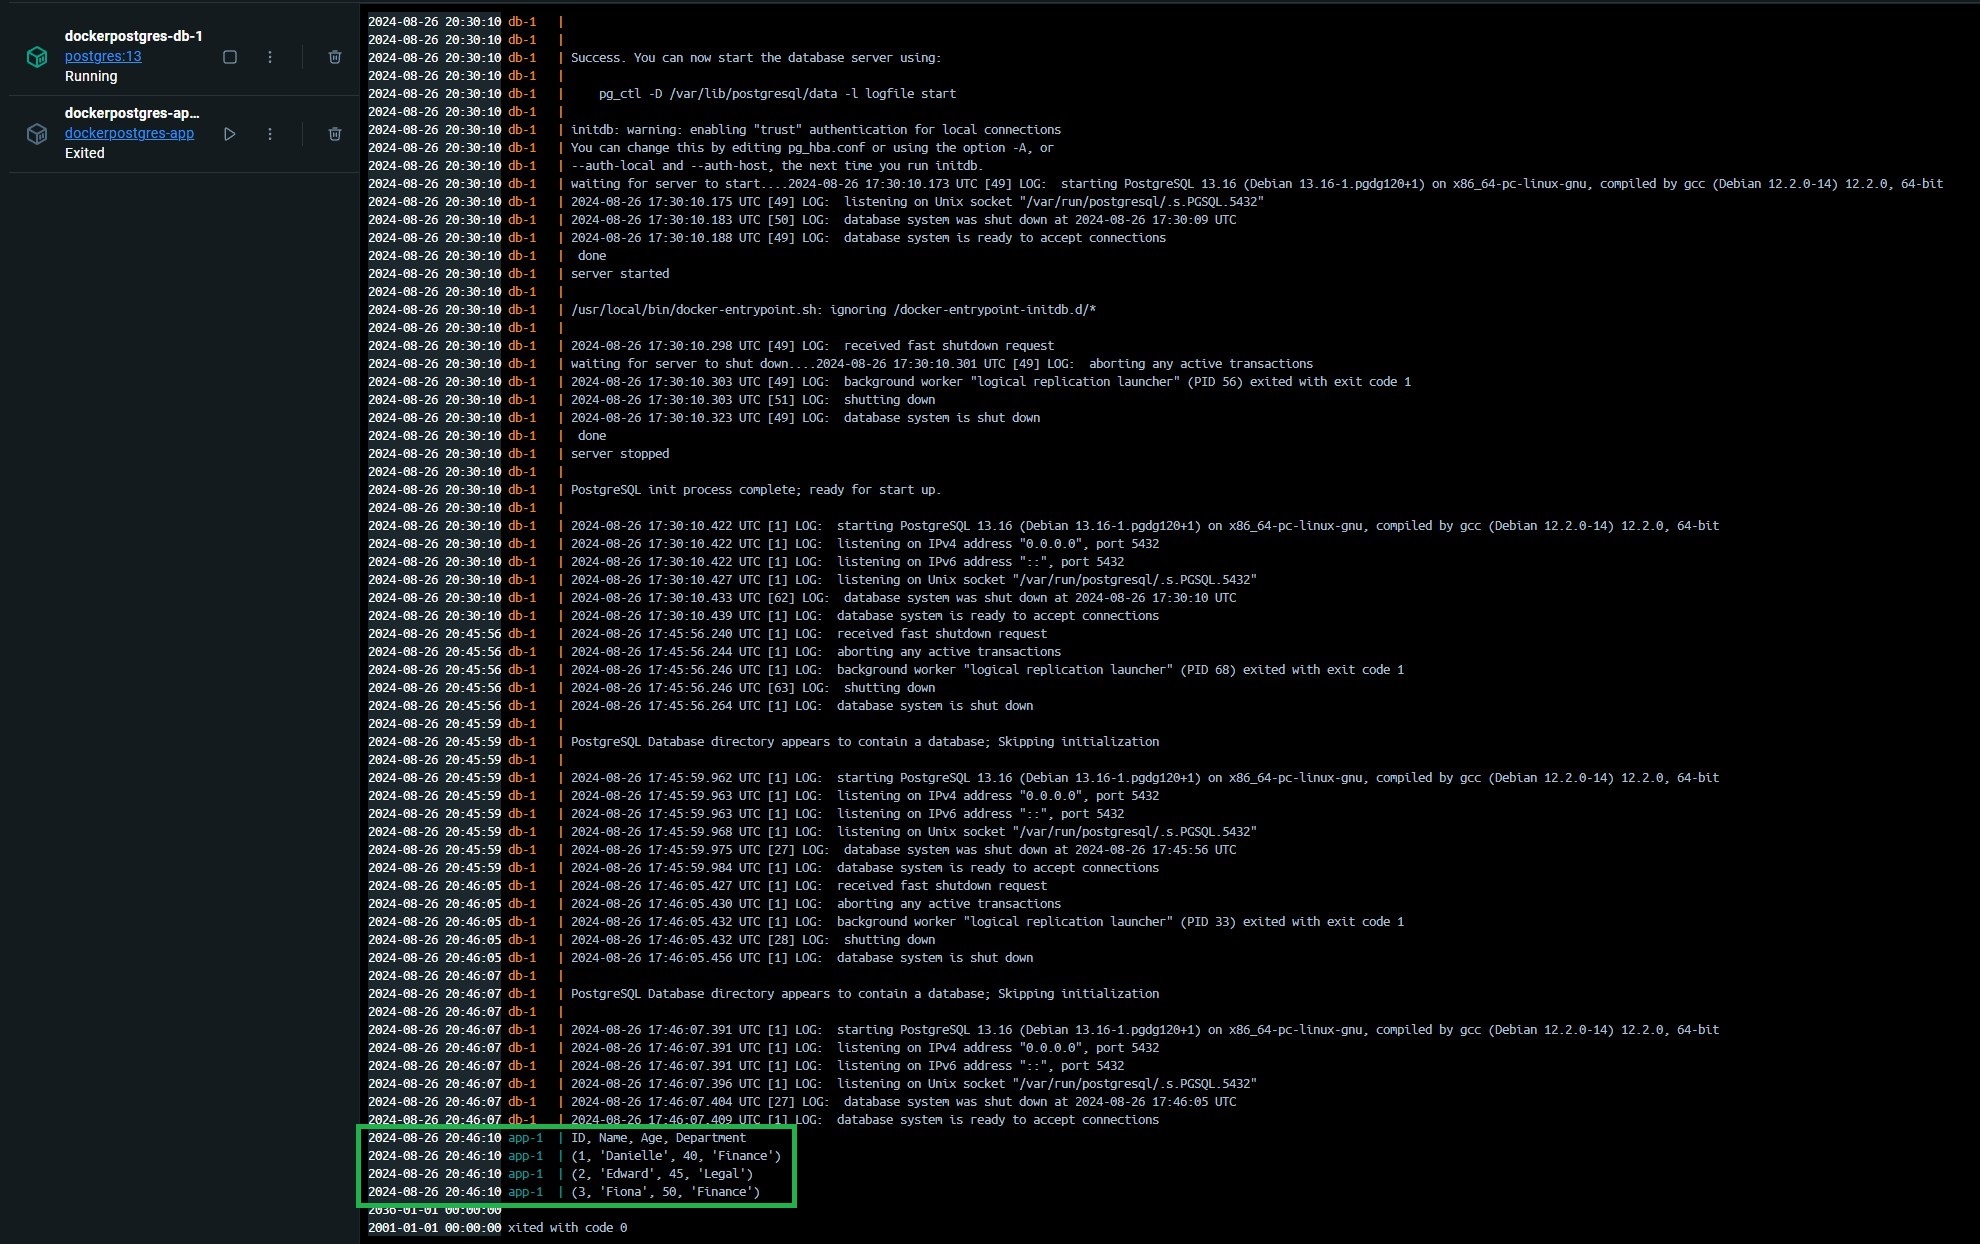 dockerpostgres-db-1
postgres:13
Running
dockerpostgres-ap...
dockerpostgres-app
Exited
2024-08-26 20:30:10 db-1 |
2024-08-26 20:30:10 db-1 |
2024-08-26 20:30:10 db-1 | Success. You can now start the database server using:
2024-08-26 20:30:10 db-1 |
2024-08-26 20:30:10 db-1 | pg_ctl -D /var/lib/postgresql/data -l logfile start
2024-08-26 20:30:10 db-1 |
2024-08-26 20:30:10 db-1 | initdb: warning: enabling "trust" authentication for local connections
2024-08-26 20:30:10 db-1 | You can change this by editing pg_hba.conf or using the option -A, or
2024-08-26 20:30:10 db-1 | --auth-local and --auth-host, the next time you run initdb.
2024-08-26 20:30:10 db-1 | waiting for server to start....2024-08-26 17:30:10.173 UTC [49] LOG:  starting PostgreSQL 13.16 (Debian 13.16-1.pgdg120+1) on x86_64-pc-linux-gnu, compiled by gcc (Debian 12.2.0-14) 12.2.0, 64-bit
2024-08-26 20:30:10 db-1 | 2024-08-26 17:30:10.175 UTC [49] LOG:  listening on Unix socket "/var/run/postgresql/.s.PGSQL.5432"
2024-08-26 20:30:10 db-1 | 2024-08-26 17:30:10.183 UTC [50] LOG:  database system was shut down at 2024-08-26 17:30:09 UTC
2024-08-26 20:30:10 db-1 | 2024-08-26 17:30:10.188 UTC [49] LOG:  database system is ready to accept connections
2024-08-26 20:30:10 db-1 | done
2024-08-26 20:30:10 db-1 | server started
2024-08-26 20:30:10 db-1 |
2024-08-26 20:30:10 db-1 | /usr/local/bin/docker-entrypoint.sh: ignoring /docker-entrypoint-initdb.d/*
2024-08-26 20:30:10 db-1 |
2024-08-26 20:30:10 db-1 | 2024-08-26 17:30:10.298 UTC [49] LOG:  received fast shutdown request
2024-08-26 20:30:10 db-1 | waiting for server to shut down....2024-08-26 17:30:10.301 UTC [49] LOG:  aborting any active transactions
2024-08-26 20:30:10 db-1 | 2024-08-26 17:30:10.303 UTC [49] LOG:  background worker "logical replication launcher" (PID 56) exited with exit code 1
2024-08-26 20:30:10 db-1 | 2024-08-26 17:30:10.303 UTC [51] LOG:  shutting down
2024-08-26 20:30:10 db-1 | 2024-08-26 17:30:10.323 UTC [49] LOG:  database system is shut down
2024-08-26 20:30:10 db-1 | done
2024-08-26 20:30:10 db-1 | server stopped
2024-08-26 20:30:10 db-1 |
2024-08-26 20:30:10 db-1 | PostgreSQL init process complete; ready for start up.
2024-08-26 20:30:10 db-1 |
2024-08-26 20:30:10 db-1 | 2024-08-26 17:30:10.422 UTC [1] LOG:  starting PostgreSQL 13.16 (Debian 13.16-1.pgdg120+1) on x86_64-pc-linux-gnu, compiled by gcc (Debian 12.2.0-14) 12.2.0, 64-bit
2024-08-26 20:30:10 db-1 | 2024-08-26 17:30:10.422 UTC [1] LOG:  listening on IPv4 address "0.0.0.0", port 5432
2024-08-26 20:30:10 db-1 | 2024-08-26 17:30:10.422 UTC [1] LOG:  listening on IPv6 address "::", port 5432
2024-08-26 20:30:10 db-1 | 2024-08-26 17:30:10.427 UTC [1] LOG:  listening on Unix socket "/var/run/postgresql/.s.PGSQL.5432"
2024-08-26 20:30:10 db-1 | 2024-08-26 17:30:10.433 UTC [62] LOG:  database system was shut down at 2024-08-26 17:30:10 UTC
2024-08-26 20:30:10 db-1 | 2024-08-26 17:30:10.439 UTC [1] LOG:  database system is ready to accept connections
2024-08-26 20:45:56 db-1 | 2024-08-26 17:45:56.240 UTC [1] LOG:  received fast shutdown request
2024-08-26 20:45:56 db-1 | 2024-08-26 17:45:56.244 UTC [1] LOG:  aborting any active transactions
2024-08-26 20:45:56 db-1 | 2024-08-26 17:45:56.246 UTC [1] LOG:  background worker "logical replication launcher" (PID 68) exited with exit code 1
2024-08-26 20:45:56 db-1 | 2024-08-26 17:45:56.246 UTC [63] LOG:  shutting down
2024-08-26 20:45:56 db-1 | 2024-08-26 17:45:56.264 UTC [1] LOG:  database system is shut down
2024-08-26 20:45:59 db-1 |
2024-08-26 20:45:59 db-1 | PostgreSQL Database directory appears to contain a database; Skipping initialization
2024-08-26 20:45:59 db-1 |
2024-08-26 20:45:59 db-1 | 2024-08-26 17:45:59.962 UTC [1] LOG:  starting PostgreSQL 13.16 (Debian 13.16-1.pgdg120+1) on x86_64-pc-linux-gnu, compiled by gcc (Debian 12.2.0-14) 12.2.0, 64-bit
2024-08-26 20:45:59 db-1 | 2024-08-26 17:45:59.963 UTC [1] LOG:  listening on IPv4 address "0.0.0.0", port 5432
2024-08-26 20:45:59 db-1 | 2024-08-26 17:45:59.963 UTC [1] LOG:  listening on IPv6 address "::", port 5432
2024-08-26 20:45:59 db-1 | 2024-08-26 17:45:59.968 UTC [1] LOG:  listening on Unix socket "/var/run/postgresql/.s.PGSQL.5432"
2024-08-26 20:45:59 db-1 | 2024-08-26 17:45:59.975 UTC [27] LOG:  database system was shut down at 2024-08-26 17:45:56 UTC
2024-08-26 20:45:59 db-1 | 2024-08-26 17:45:59.984 UTC [1] LOG:  database system is ready to accept connections
2024-08-26 20:46:05 db-1 | 2024-08-26 17:46:05.427 UTC [1] LOG:  received fast shutdown request
2024-08-26 20:46:05 db-1 | 2024-08-26 17:46:05.430 UTC [1] LOG:  aborting any active transactions
2024-08-26 20:46:05 db-1 | 2024-08-26 17:46:05.432 UTC [1] LOG:  background worker "logical replication launcher" (PID 33) exited with exit code 1
2024-08-26 20:46:05 db-1 | 2024-08-26 17:46:05.432 UTC [28] LOG:  shutting down
2024-08-26 20:46:05 db-1 | 2024-08-26 17:46:05.456 UTC [1] LOG:  database system is shut down
2024-08-26 20:46:07 db-1 |
2024-08-26 20:46:07 db-1 | PostgreSQL Database directory appears to contain a database; Skipping initialization
2024-08-26 20:46:07 db-1 |
2024-08-26 20:46:07 db-1 | 2024-08-26 17:46:07.391 UTC [1] LOG:  starting PostgreSQL 13.16 (Debian 13.16-1.pgdg120+1) on x86_64-pc-linux-gnu, compiled by gcc (Debian 12.2.0-14) 12.2.0, 64-bit
2024-08-26 20:46:07 db-1 | 2024-08-26 17:46:07.391 UTC [1] LOG:  listening on IPv4 address "0.0.0.0", port 5432
2024-08-26 20:46:07 db-1 | 2024-08-26 17:46:07.391 UTC [1] LOG:  listening on IPv6 address "::", port 5432
2024-08-26 20:46:07 db-1 | 2024-08-26 17:46:07.396 UTC [1] LOG:  listening on Unix socket "/var/run/postgresql/.s.PGSQL.5432"
2024-08-26 20:46:07 db-1 | 2024-08-26 17:46:07.404 UTC [27] LOG:  database system was shut down at 2024-08-26 17:46:05 UTC
2024-08-26 20:46:07 db-1 | 2024-08-26 17:46:07.409 UTC [1] LOG:  database system is ready to accept connections
2024-08-26 20:46:10 app-1 | ID, Name, Age, Department
2024-08-26 20:46:10 app-1 | (1, 'Danielle', 40, 'Finance')
2024-08-26 20:46:10 app-1 | (2, 'Edward', 45, 'Legal')
2024-08-26 20:46:10 app-1 | (3, 'Fiona', 50, 'Finance')
2036-01-01 00:00:00
2001-01-01 00:00:00 xited with code 0